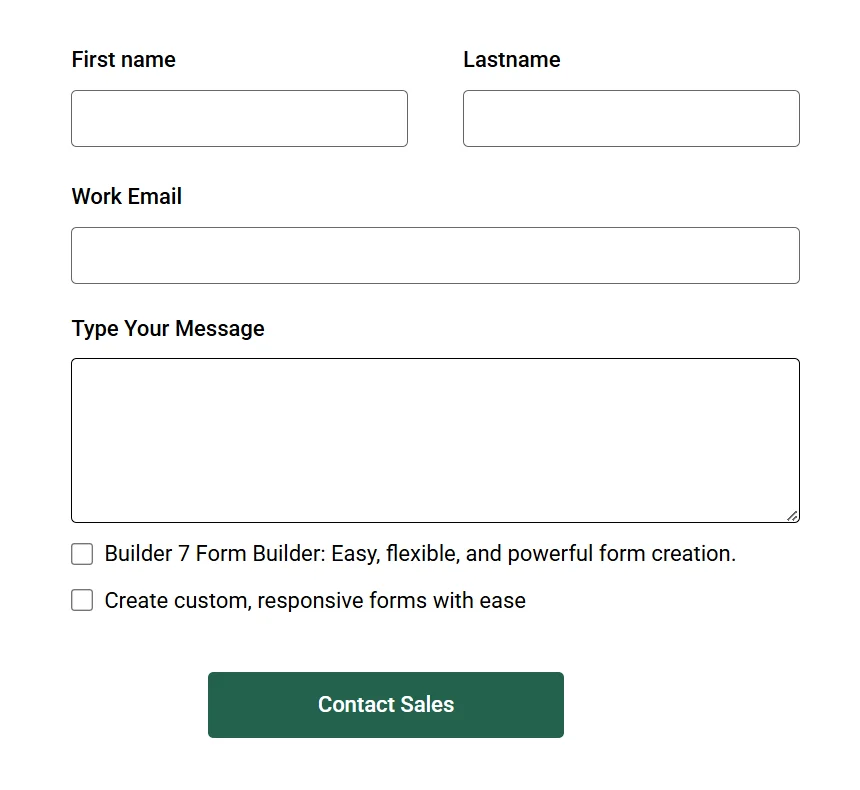 First name
Lastname
Work Email
Type Your Message
Builder 7 Form Builder: Easy, flexible, and powerful form creation.
Create custom, responsive forms with ease
Contact Sales